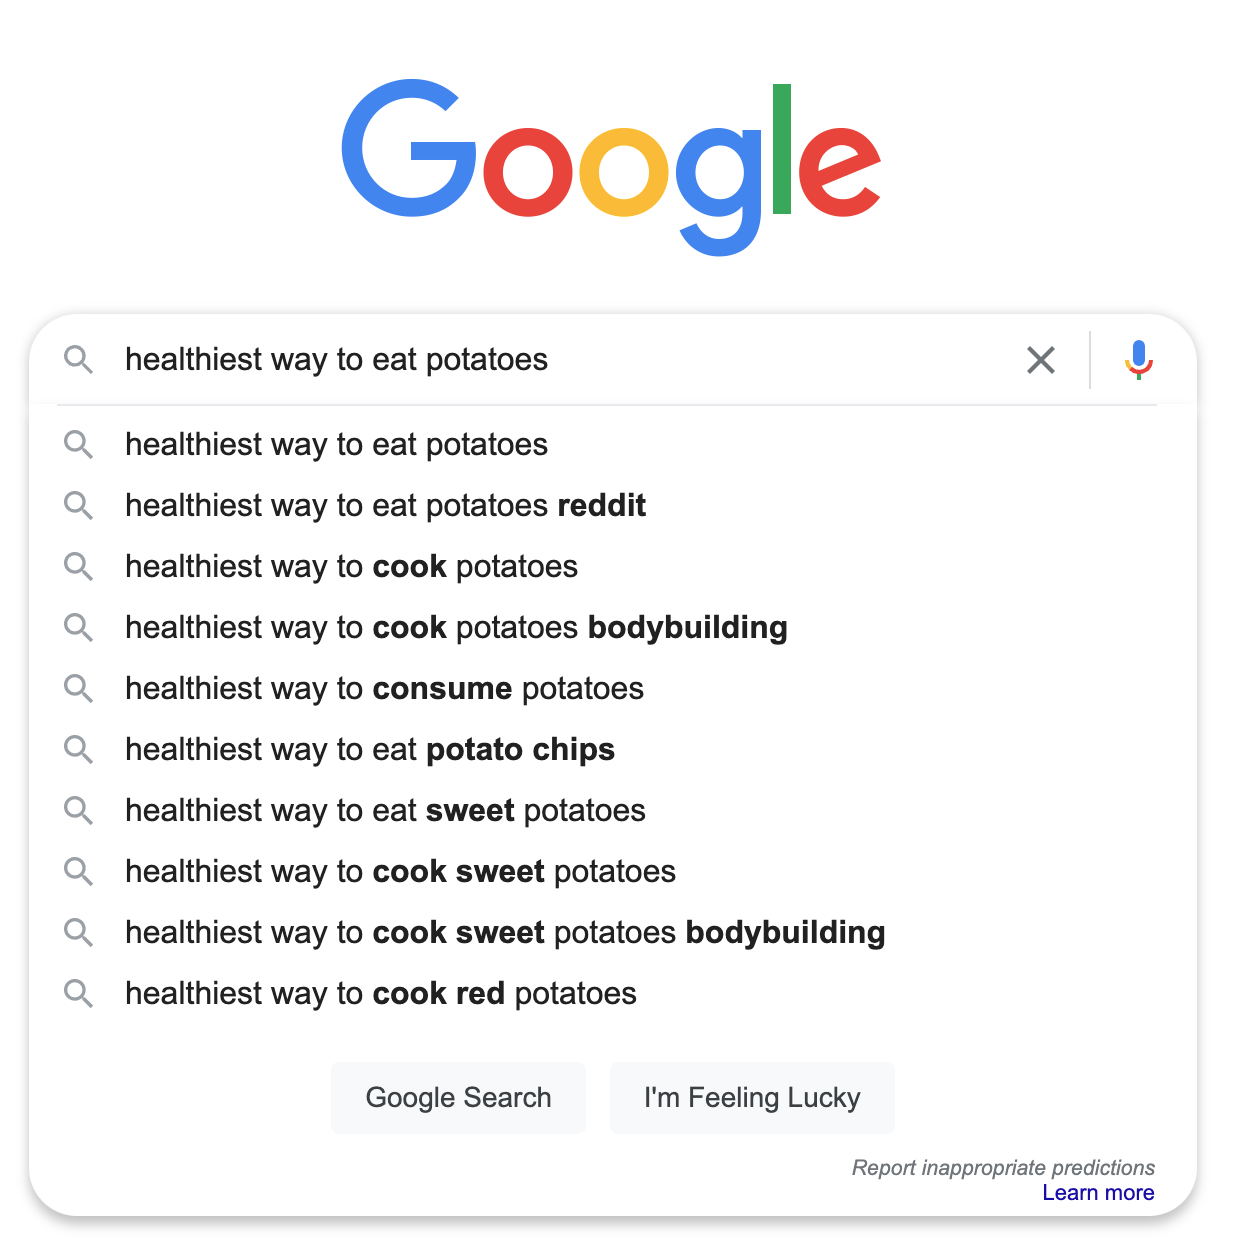 Google
healthiest way to eat potatoes
healthiest way to eat potatoes
healthiest way to eat potatoes reddit
healthiest way to cook potatoes
healthiest way to cook potatoes bodybuilding
healthiest way to consume potatoes
healthiest way to eat potato chips
healthiest way to eat sweet potatoes
healthiest way to cook sweet potatoes
healthiest way to cook sweet potatoes bodybuilding
healthiest way to cook red potatoes
Google Search I'm Feeling Lucky
Report inappropriate predictions
Learn more